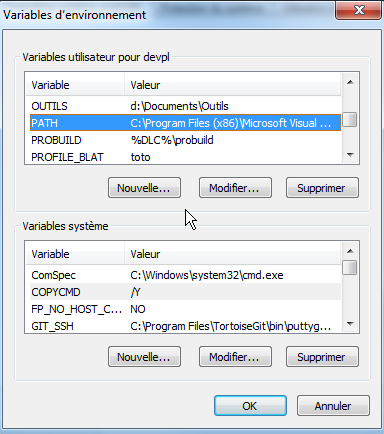 Variables d'environnement
Variables utilisateur pour devpl
Variable Valeur
OUTILS d:\Documents\Outils
PATH C:\Program Files (x86)\Microsoft Visual ...
PROBUILD %DLC%\probuild
PROFILE_BLAT toto
Nouvelle... Modifier... Supprimer
Variables système
Variable Valeur
ComSpec C:\Windows\system32\cmd.exe
COPYCMD /Y
FP_NO_HOST_C... NO
GIT_SSH C:\Program Files\TortoiseGit\bin\puttyg...
Nouvelle... Modifier... Supprimer
OK Annuler